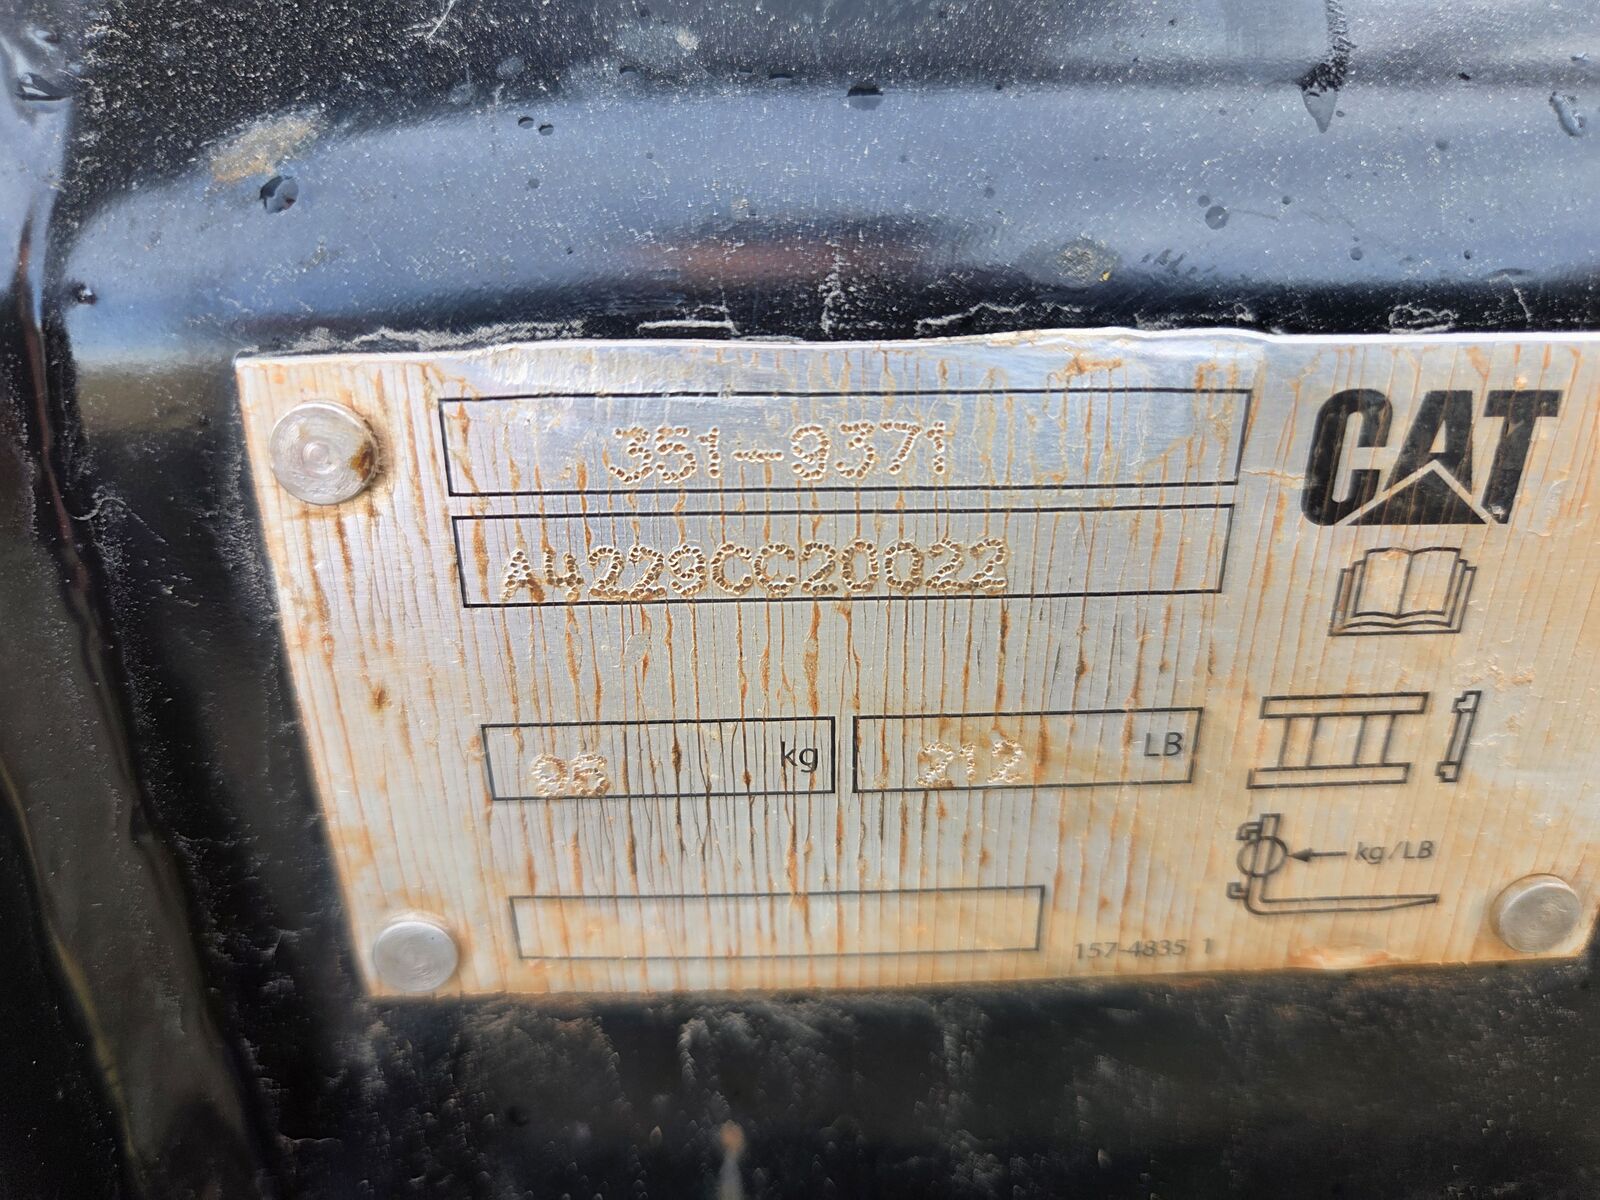 CAT
351-9371
A4229CC20022
96 kg
212 LB
kg/LB
157-4835 1